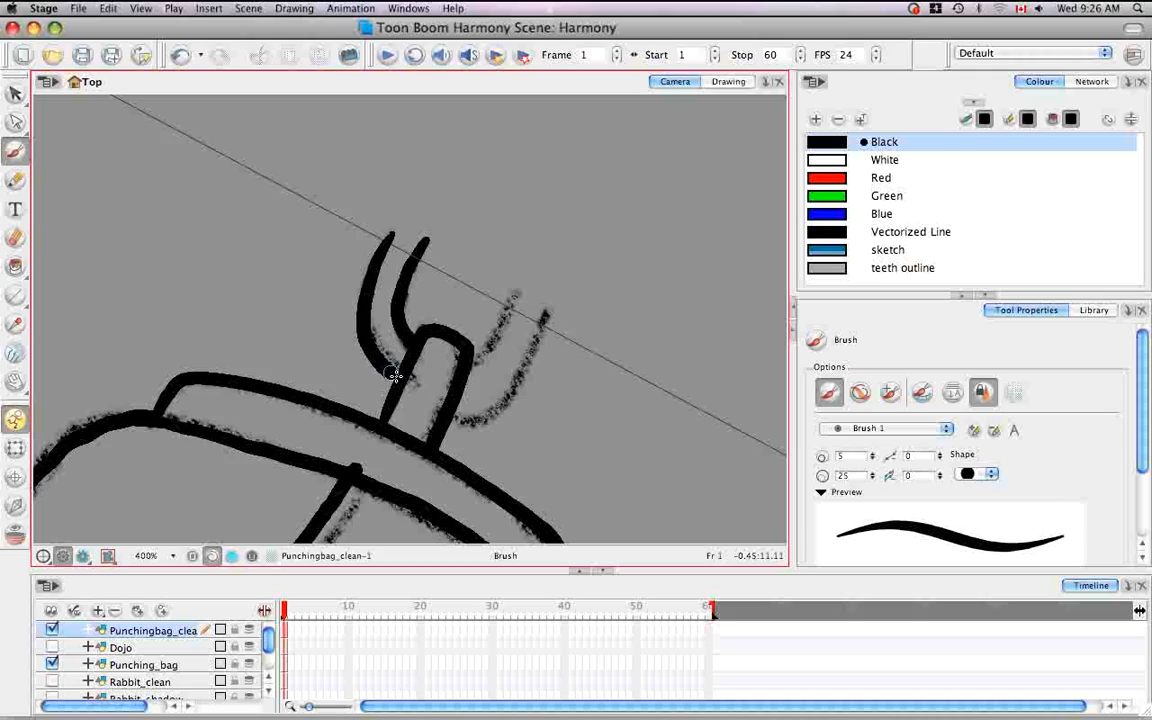 Stage File Edit View Play Insert Scene Drawing Animation Windows Help Wed 9:26 AM
Toon Boom Harmony Scene: Harmony
Frame 1 Start 1 Stop 60 FPS 24 Default
Top Camera Drawing
Colour Network
Black
White
Red
Green
Blue
Vectorized Line
sketch
teeth outline
T
Tool Properties Library
Brush
Options
Brush 1 A
5 0 Shape
25 0
Preview
400% Punchingbag_clean-1 Brush Fr 1 -0.45:11.11
Timeline
10 20 30 40 50
Punchingbag_clea
Dojo
Punching_bag
Rabbit_clean
Rabbit_shadow